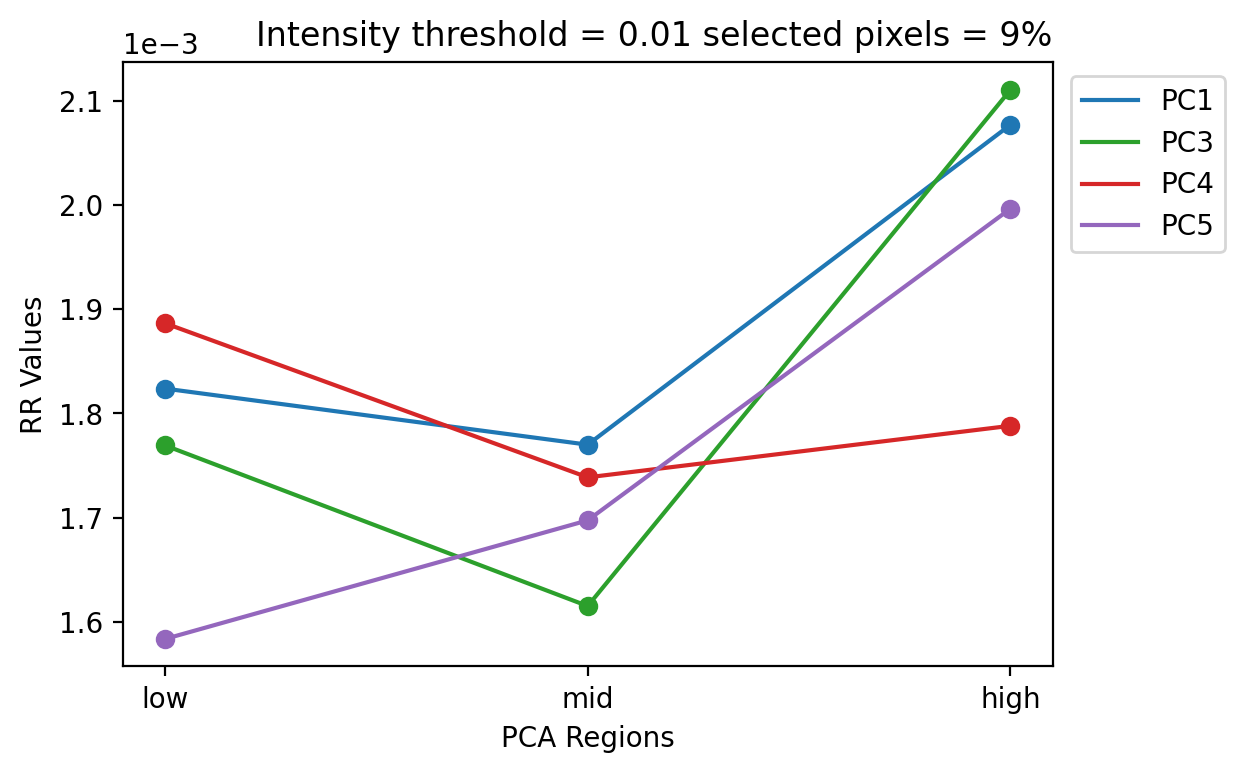 Intensity threshold = 0.01 selected pixels = 9%
1e−3
2.1
2.0
1.9
1.8
1.7
1.6
RR Values
low
mid
high
PCA Regions
PC1
PC3
PC4
PC5